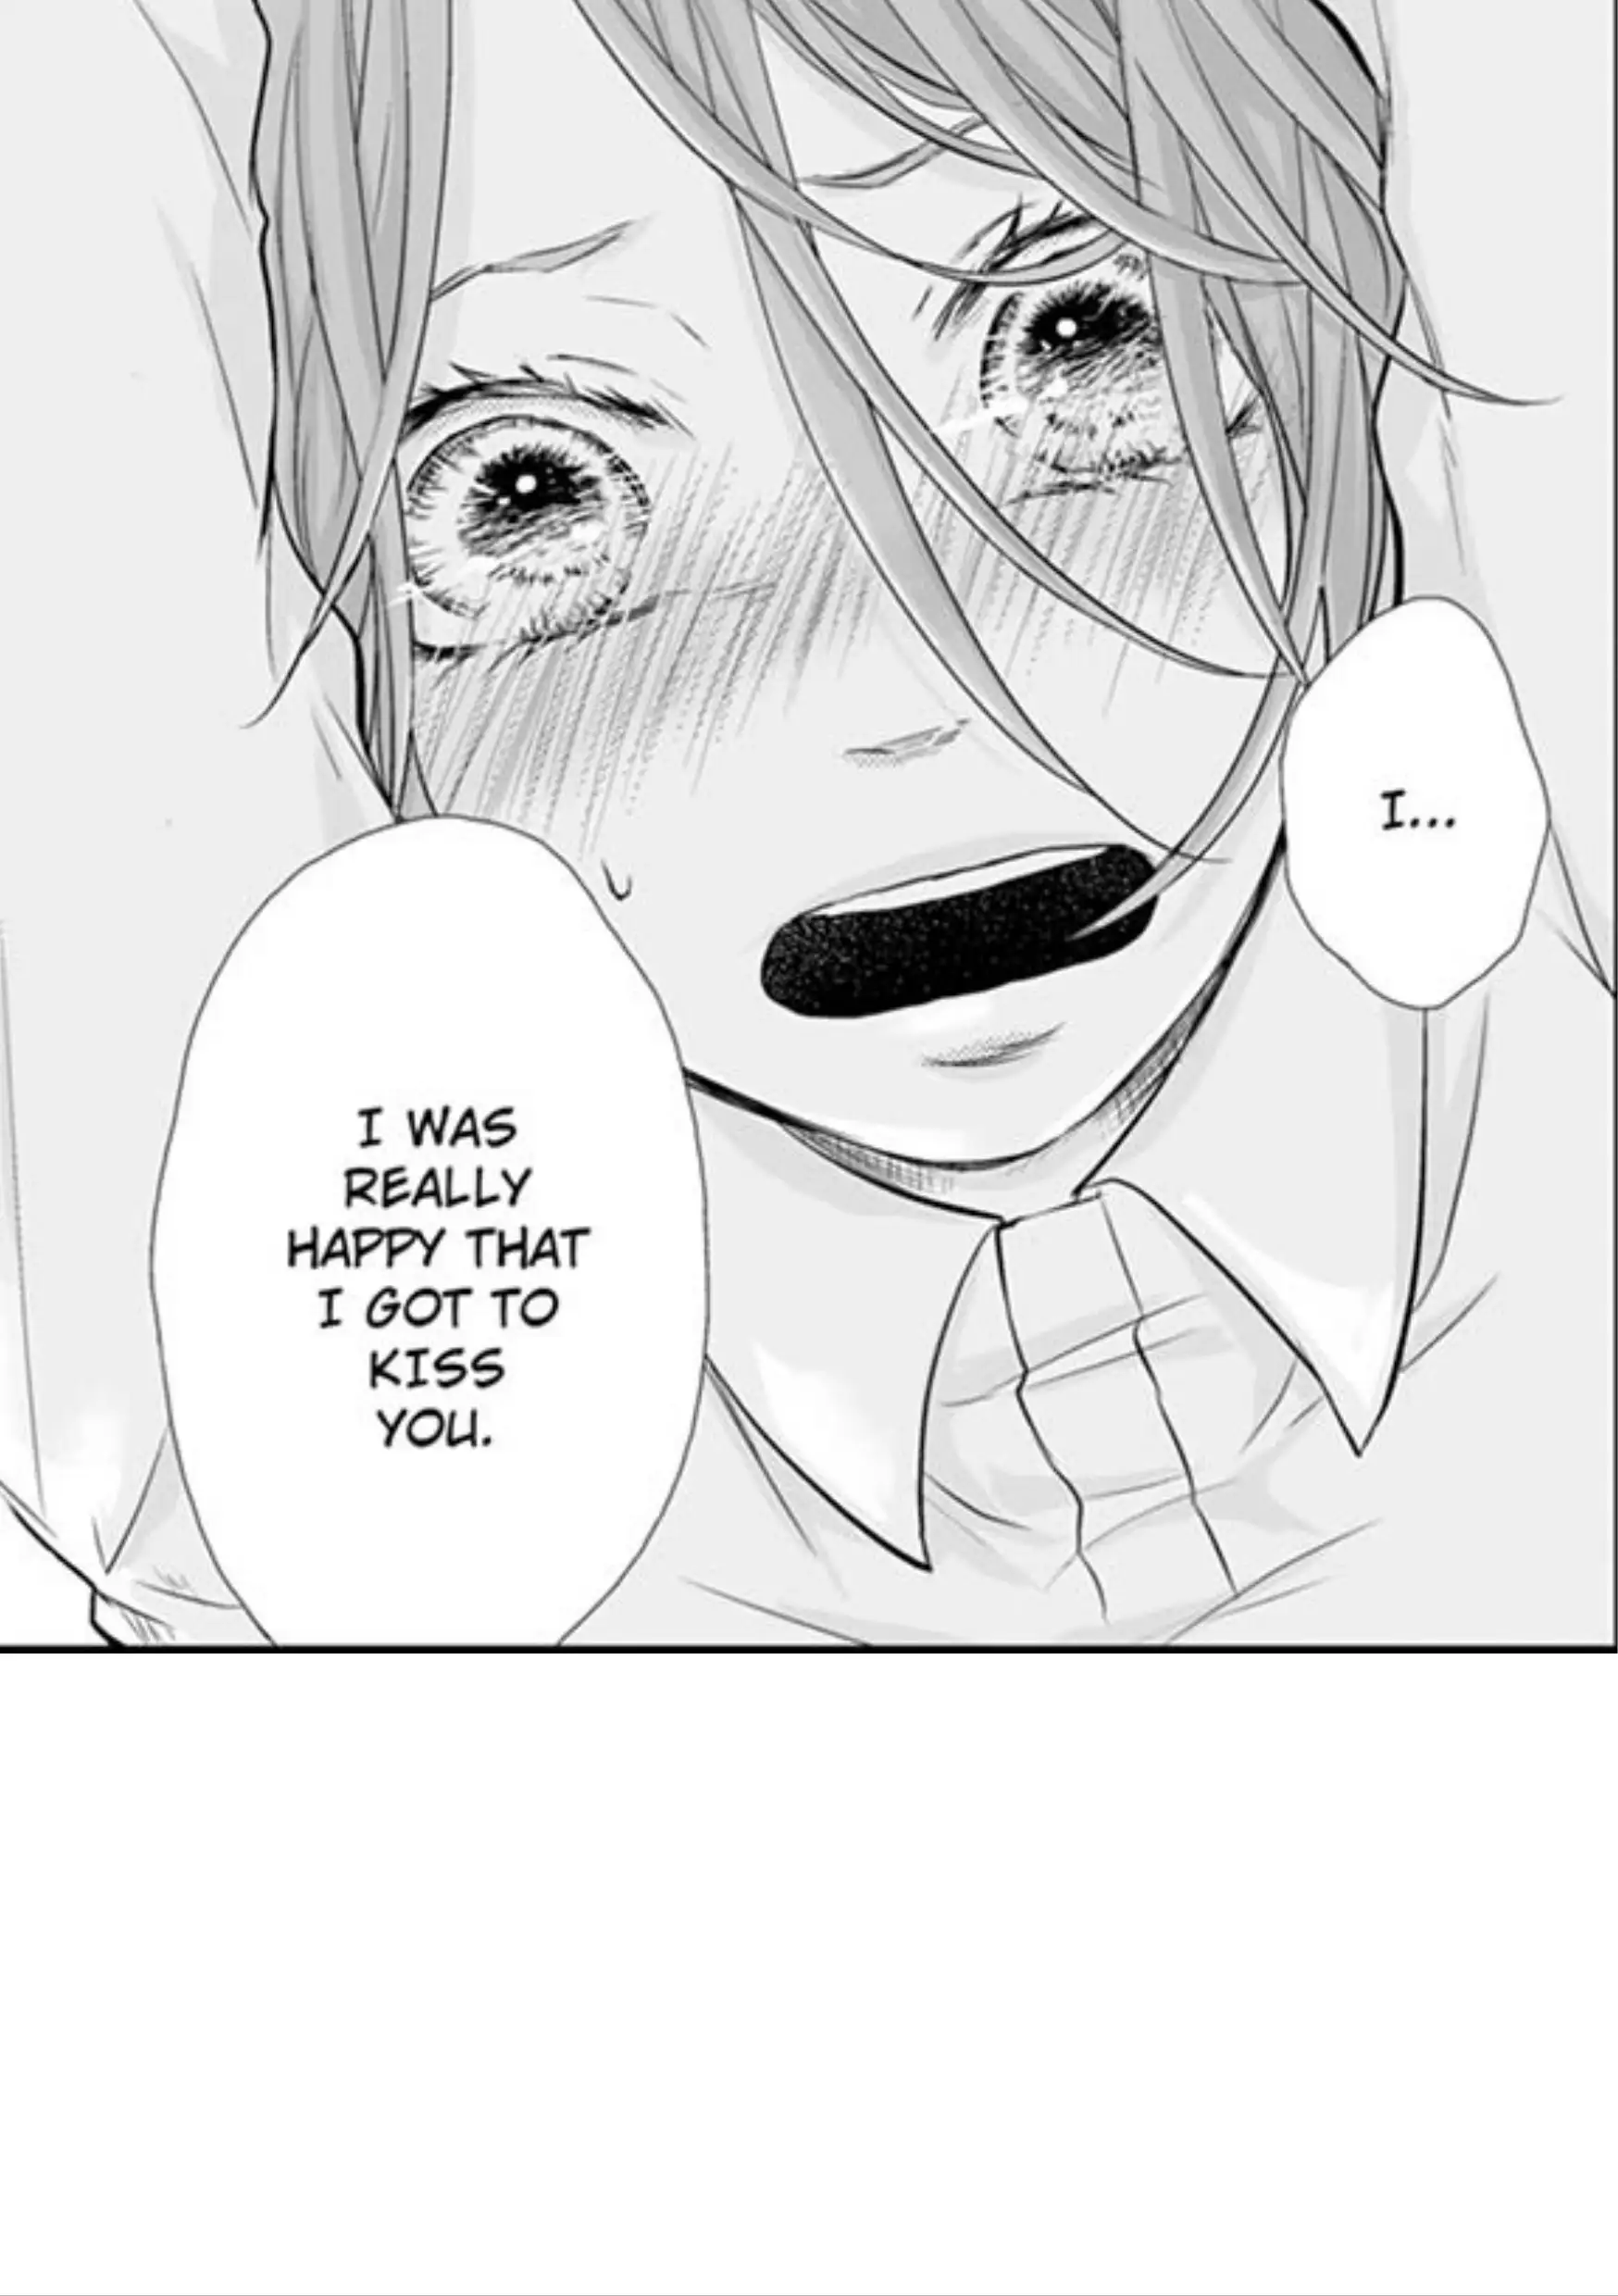 I...
I WAS
REALLY
HAPPY THAT
I GOT TO
KISS
YOU.